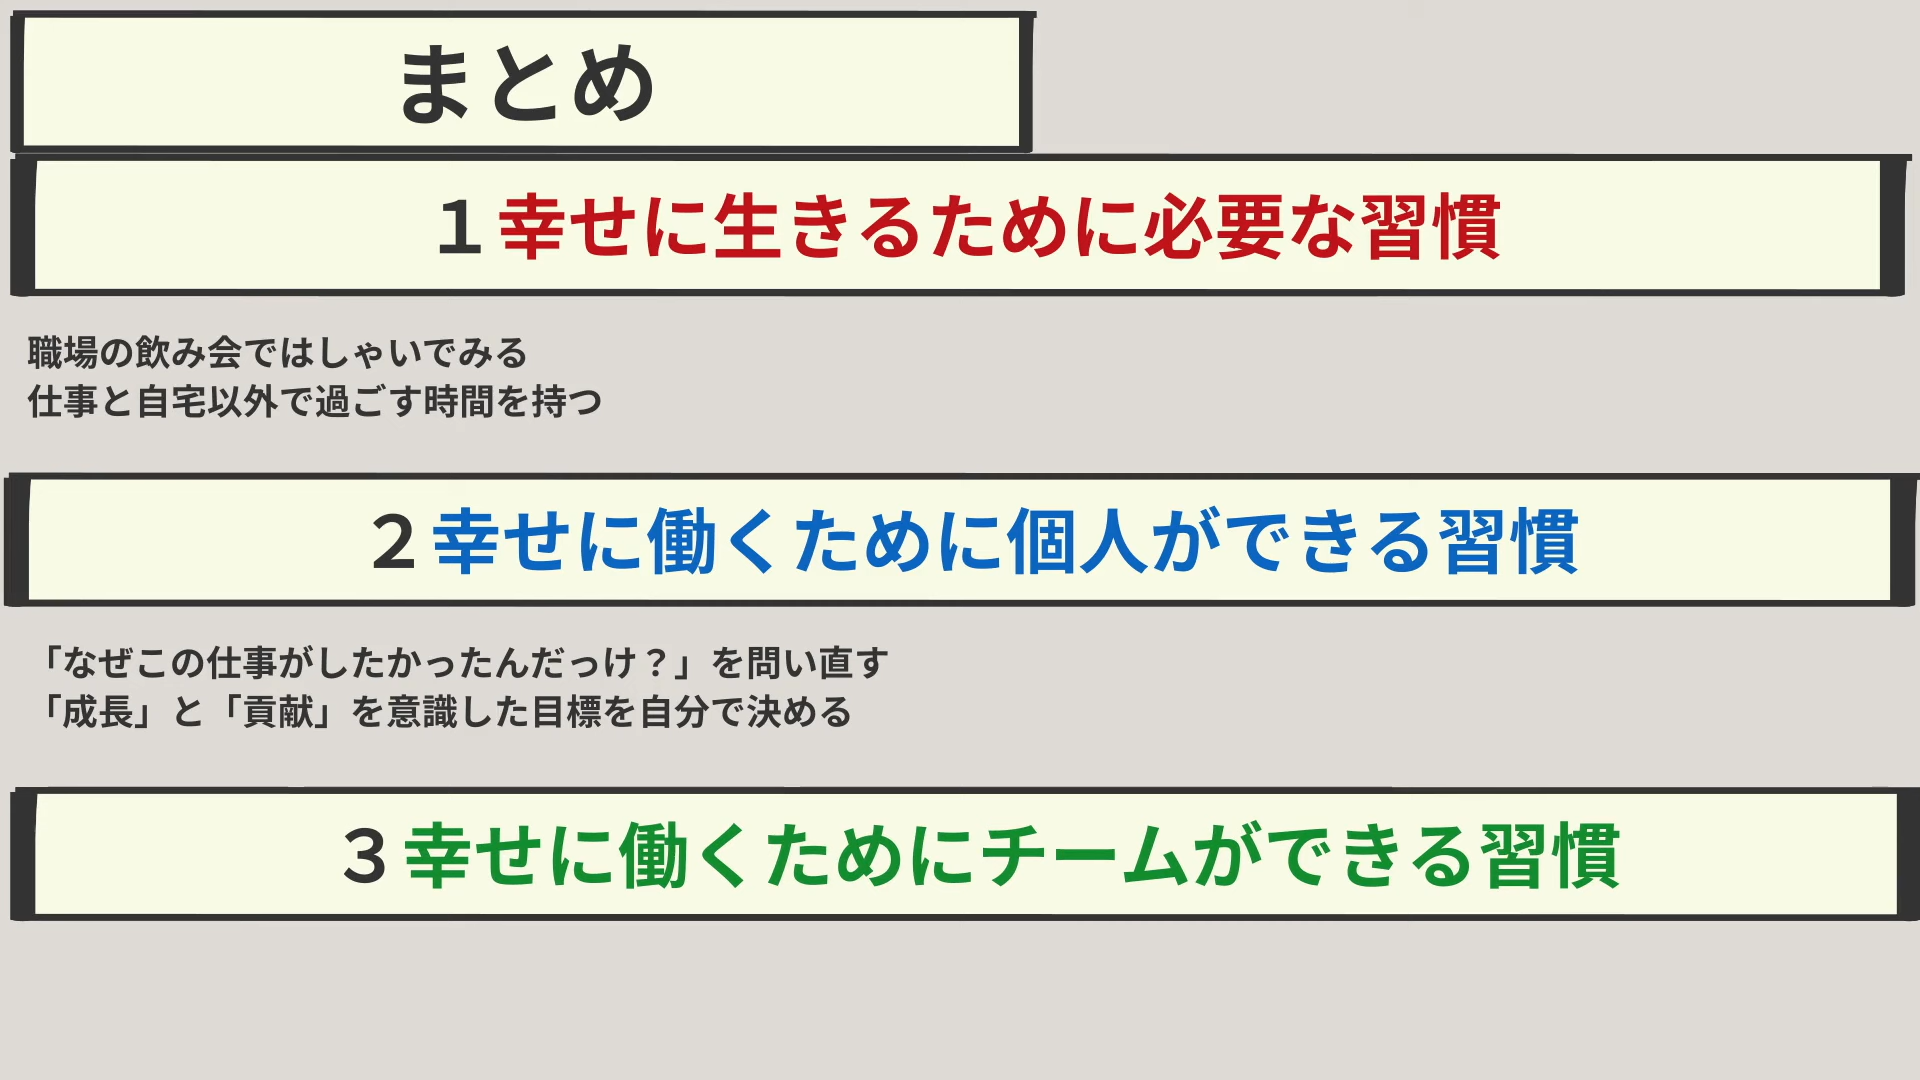 まとめ
１幸せに生きるために必要な習慣
職場の飲み会ではしゃいでみる
仕事と自宅以外で過ごす時間を持つ
２幸せに働くために個人ができる習慣
「なぜこの仕事がしたかったんだっけ？」を問い直す
「成長」と「貢献」を意識した目標を自分で決める
３幸せに働くためにチームができる習慣